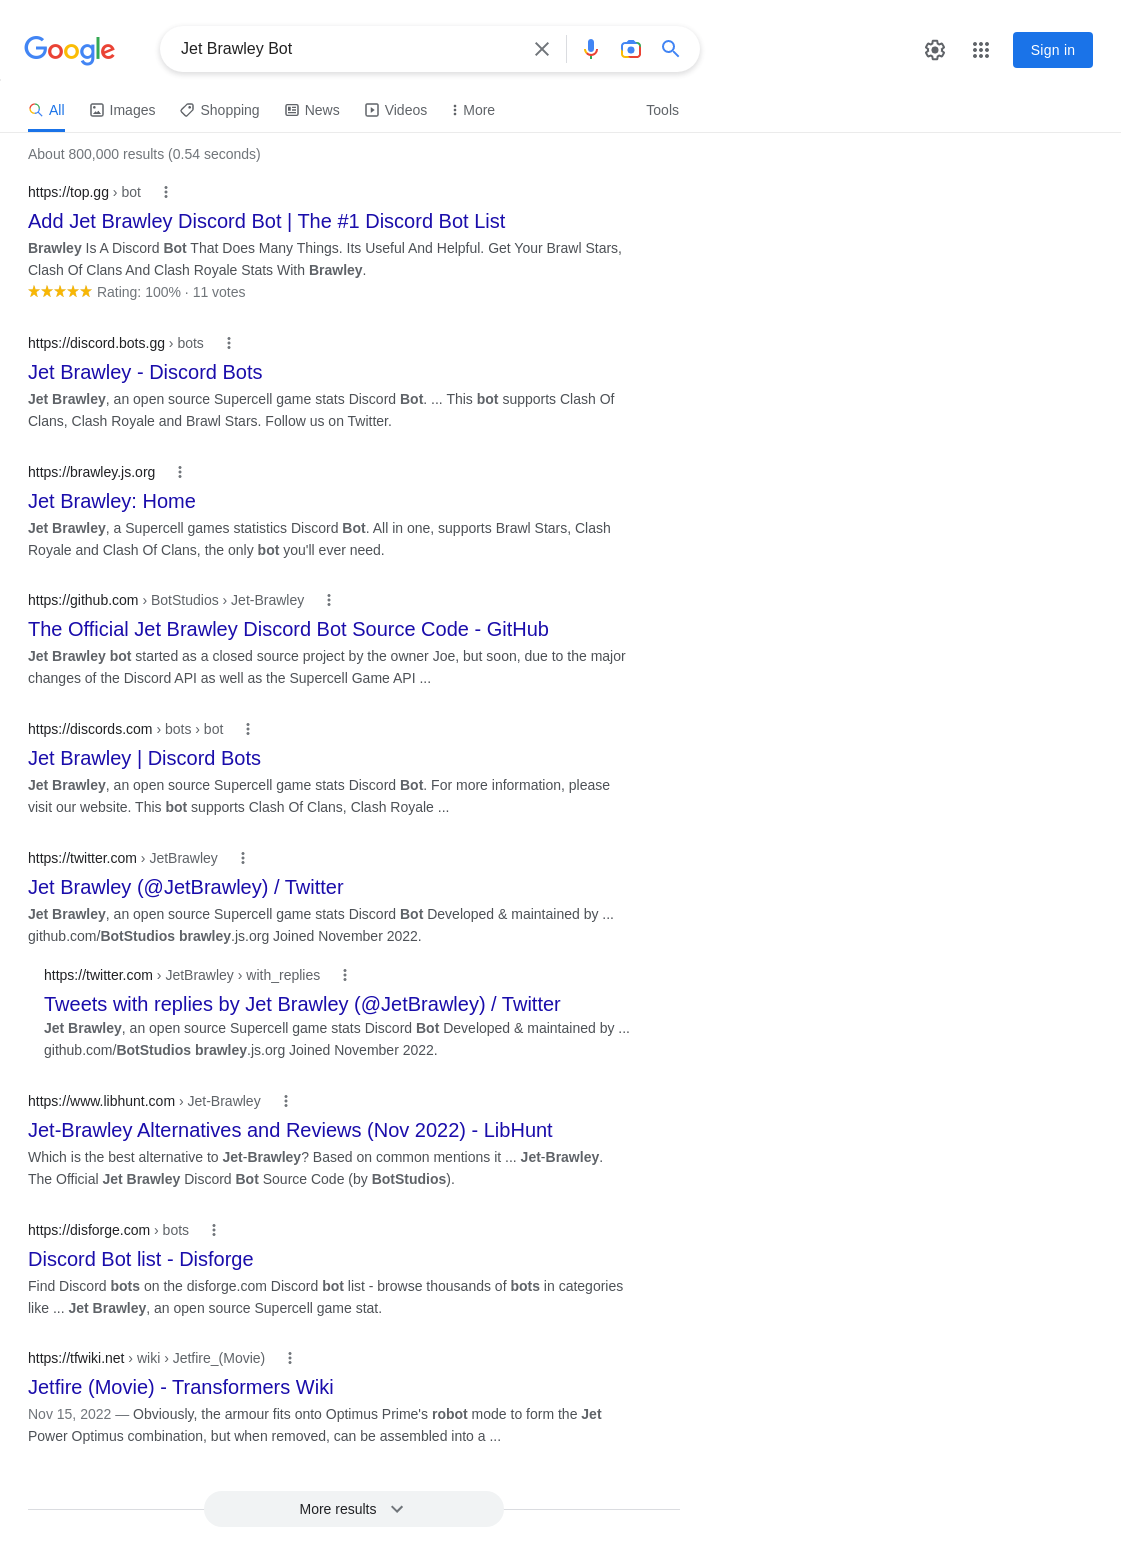 Google
Jet Brawley Bot
Sign in
All
Images
Shopping
News
Videos
More
Tools
About 800,000 results (0.54 seconds)
https://top.gg › bot
Add Jet Brawley Discord Bot | The #1 Discord Bot List
Brawley Is A Discord Bot That Does Many Things. Its Useful And Helpful. Get Your Brawl Stars,
Clash Of Clans And Clash Royale Stats With Brawley.
Rating: 100% · 11 votes
https://discord.bots.gg › bots
Jet Brawley - Discord Bots
Jet Brawley, an open source Supercell game stats Discord Bot. ... This bot supports Clash Of
Clans, Clash Royale and Brawl Stars. Follow us on Twitter.
https://brawley.js.org
Jet Brawley: Home
Jet Brawley, a Supercell games statistics Discord Bot. All in one, supports Brawl Stars, Clash
Royale and Clash Of Clans, the only bot you'll ever need.
https://github.com › BotStudios › Jet-Brawley
The Official Jet Brawley Discord Bot Source Code - GitHub
Jet Brawley bot started as a closed source project by the owner Joe, but soon, due to the major
changes of the Discord API as well as the Supercell Game API ...
https://discords.com › bots › bot
Jet Brawley | Discord Bots
Jet Brawley, an open source Supercell game stats Discord Bot. For more information, please
visit our website. This bot supports Clash Of Clans, Clash Royale ...
https://twitter.com › JetBrawley
Jet Brawley (@JetBrawley) / Twitter
Jet Brawley, an open source Supercell game stats Discord Bot Developed & maintained by ...
github.com/BotStudios brawley.js.org Joined November 2022.
https://twitter.com › JetBrawley › with_replies
Tweets with replies by Jet Brawley (@JetBrawley) / Twitter
Jet Brawley, an open source Supercell game stats Discord Bot Developed & maintained by ...
github.com/BotStudios brawley.js.org Joined November 2022.
https://www.libhunt.com › Jet-Brawley
Jet-Brawley Alternatives and Reviews (Nov 2022) - LibHunt
Which is the best alternative to Jet-Brawley? Based on common mentions it ... Jet-Brawley.
The Official Jet Brawley Discord Bot Source Code (by BotStudios).
https://disforge.com › bots
Discord Bot list - Disforge
Find Discord bots on the disforge.com Discord bot list - browse thousands of bots in categories
like ... Jet Brawley, an open source Supercell game stat.
https://tfwiki.net › wiki › Jetfire_(Movie)
Jetfire (Movie) - Transformers Wiki
Nov 15, 2022 — Obviously, the armour fits onto Optimus Prime's robot mode to form the Jet
Power Optimus combination, but when removed, can be assembled into a ...
More results